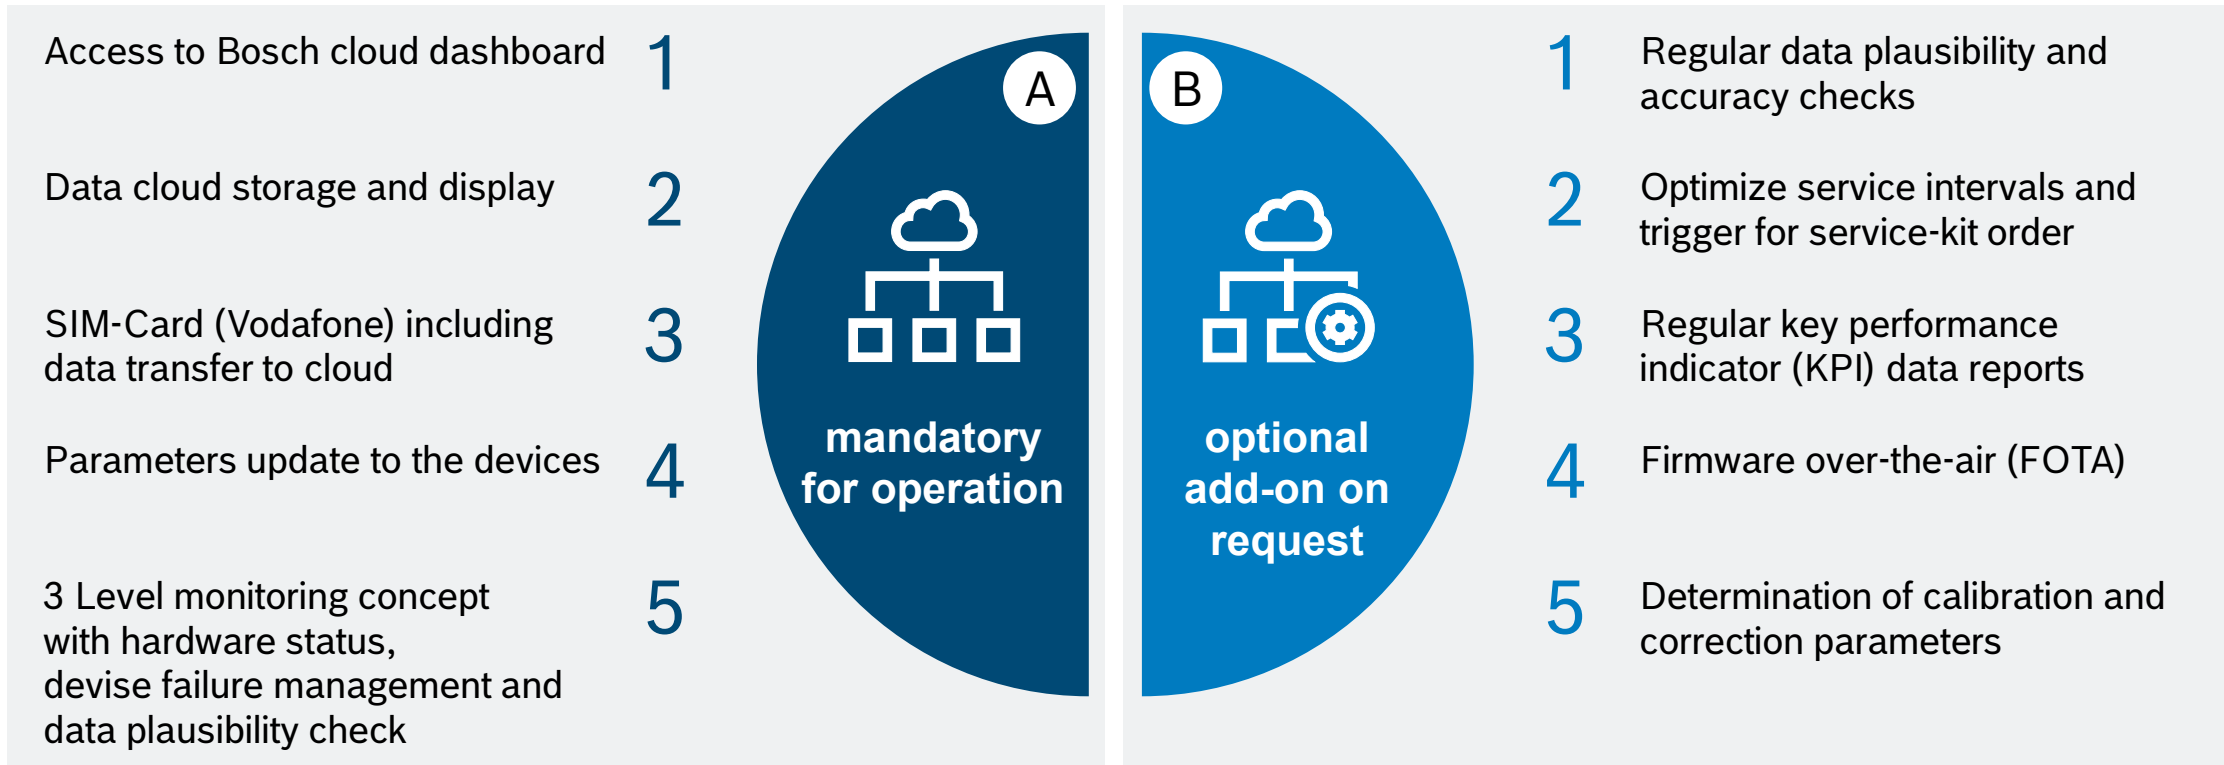 Access to Bosch cloud dashboard
1
Data cloud storage and display
2
SIM-Card (Vodafone) including
data transfer to cloud
3
Parameters update to the devices
4
3 Level monitoring concept
with hardware status,
devise failure management and
data plausibility check
5
A
mandatory
for operation
B
optional
add-on on
request
1
Regular data plausibility and
accuracy checks
2
Optimize service intervals and
trigger for service-kit order
3
Regular key performance
indicator (KPI) data reports
4
Firmware over-the-air (FOTA)
5
Determination of calibration and
correction parameters